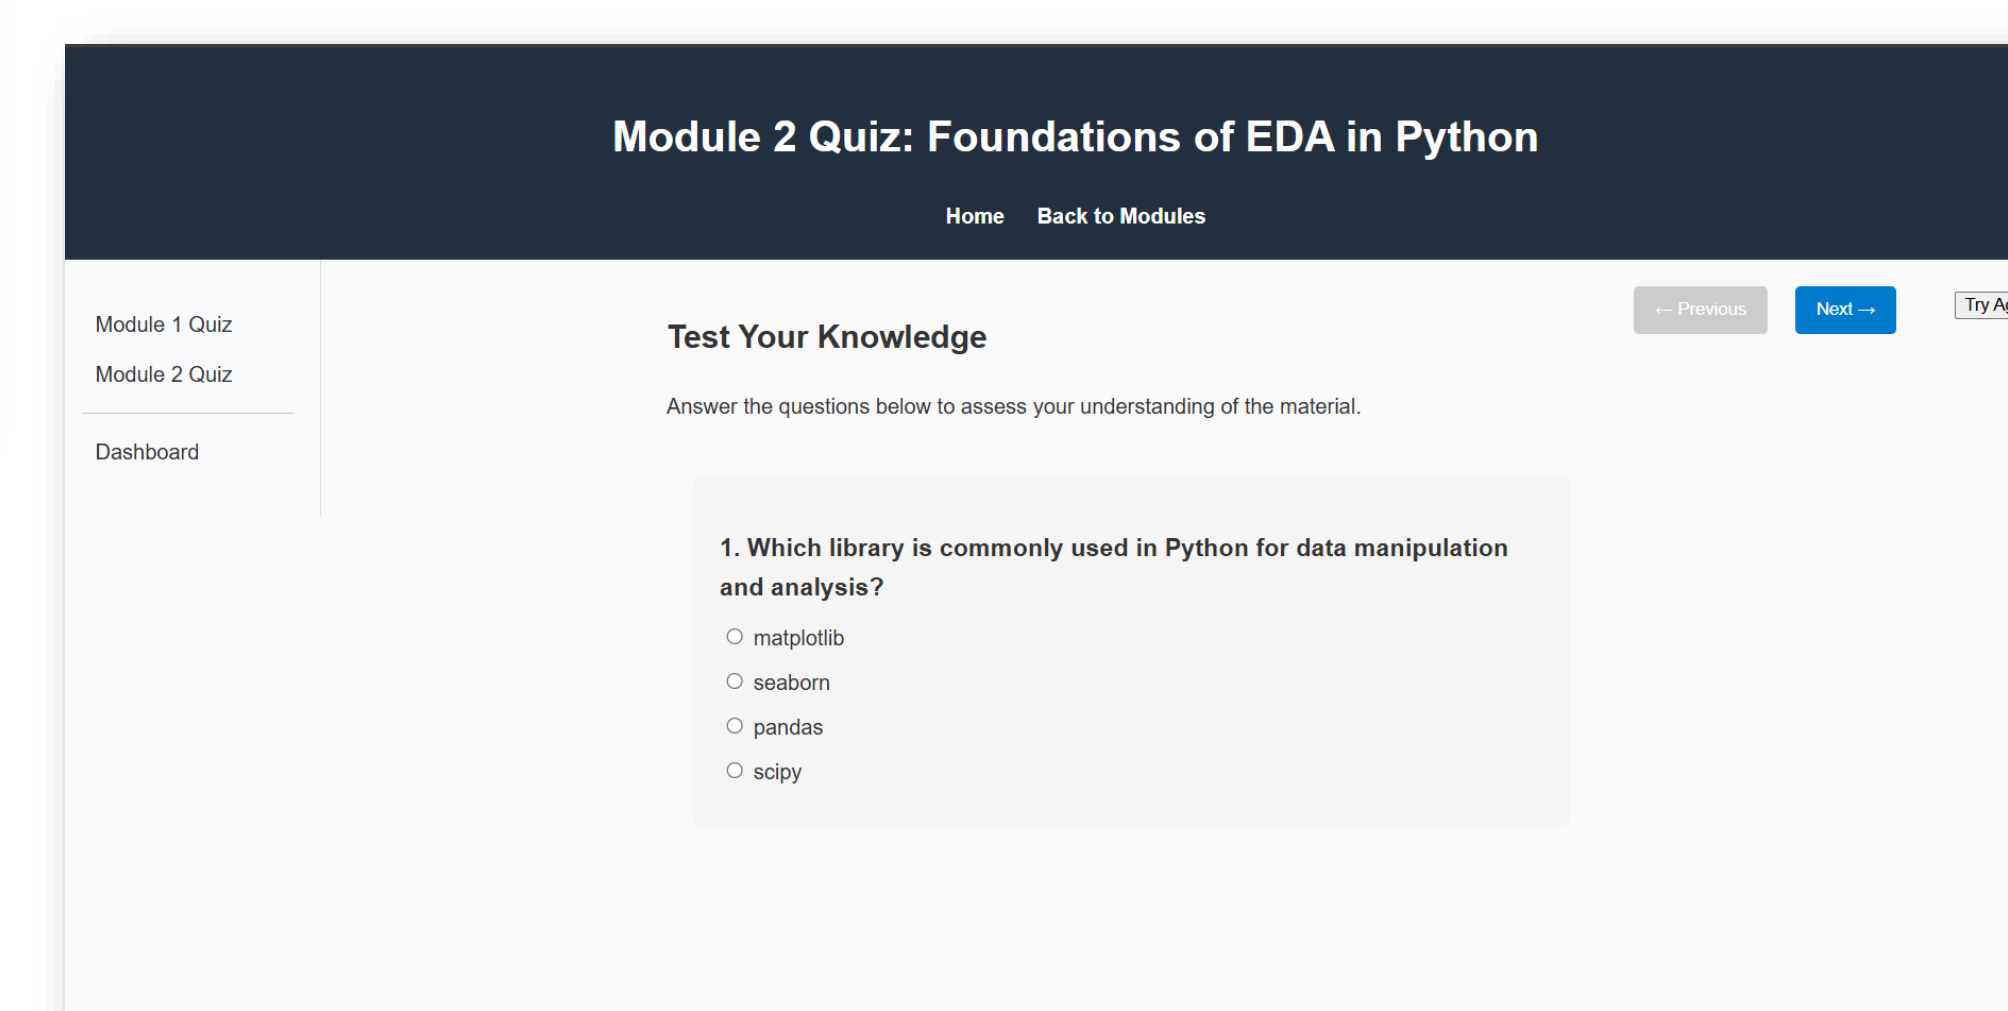 Module 2 Quiz: Foundations of EDA in Python
Home Back to Modules
Module 1 Quiz
Module 2 Quiz
Dashboard
← Previous
Next →
Try
Test Your Knowledge
Answer the questions below to assess your understanding of the material.
1. Which library is commonly used in Python for data manipulation
and analysis?
matplotlib
seaborn
pandas
scipy